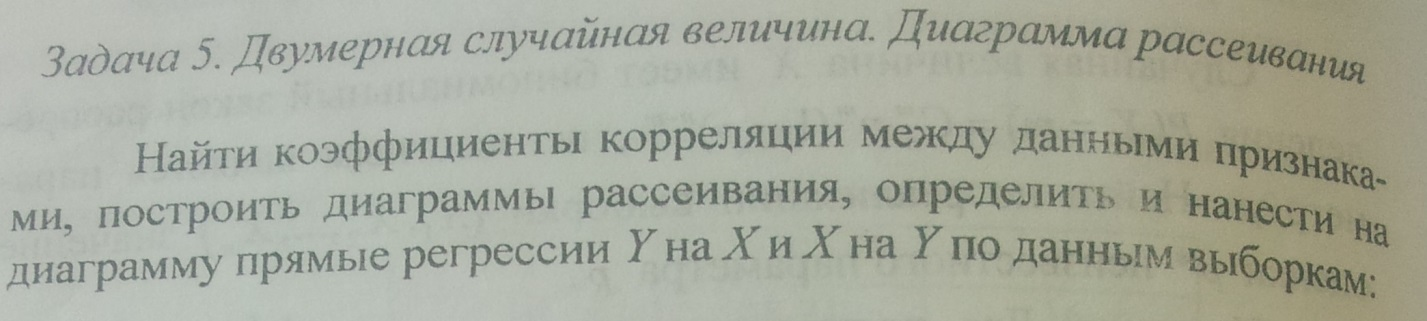 Задача 5. Двумерная случайная величина. Диаграмма рассеивания
Найти коэффициенты корреляции между данными признака-
ми, построить диаграммы рассеивания, определить и нанести на
диаграмму прямые регрессии Y на X и X на Y по данным выборкам: